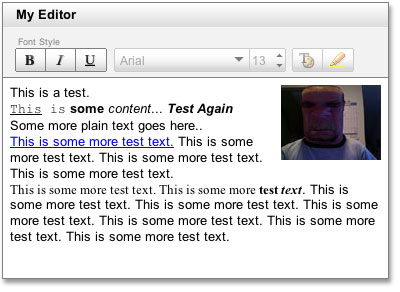 My Editor
Font Style
B I U Arial 13
This is a test.
This is some content... Test Again
Some more plain text goes here..
This is some more test text. This is some
more test text. This is some more test text.
This is some more test text.
This is some more test text. This is some more test text. This is
some more test text. This is some more test text. This is some
more test text. This is some more test text. This is some more
test text. This is some more test text.